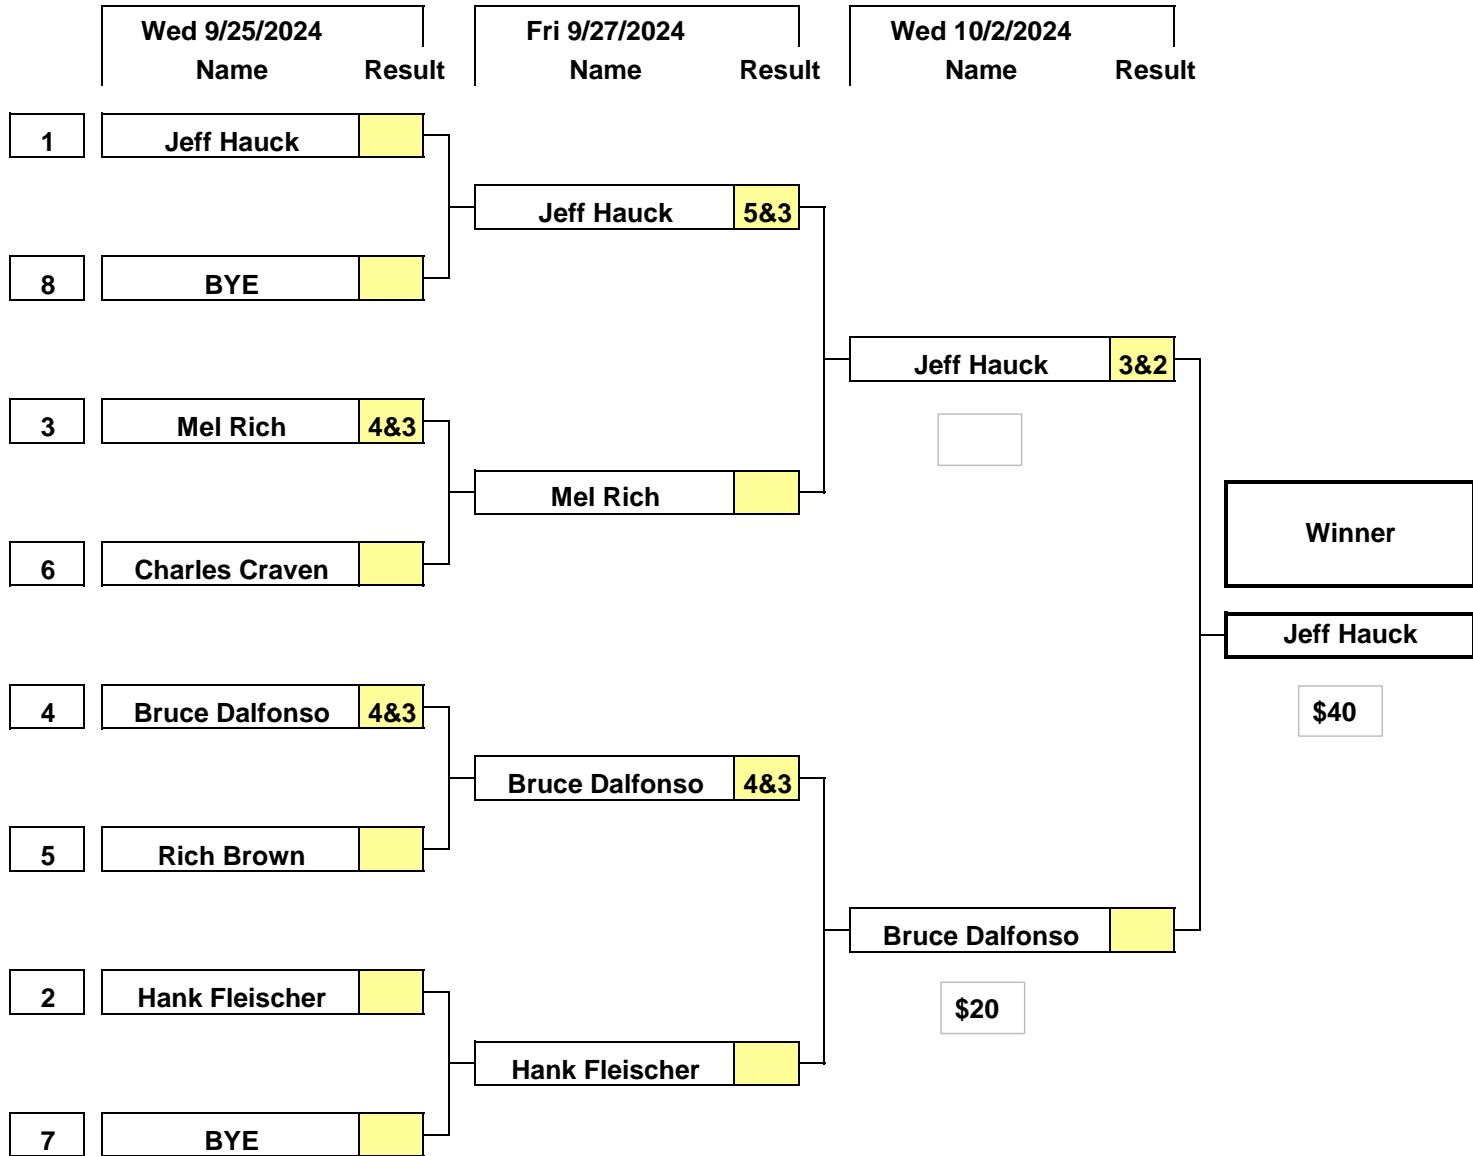 Wed 9/25/2024 Fri 9/27/2024 Wed 10/2/2024
Name Result Name Result Name Result
1 Jeff Hauck
Jeff Hauck 5&3
8 BYE
Jeff Hauck 3&2
3 Mel Rich 4&3
Mel Rich
Winner
6 Charles Craven
Jeff Hauck
4 Bruce Dalfonso 4&3
$40
Bruce Dalfonso 4&3
5 Rich Brown
Bruce Dalfonso
2 Hank Fleischer
$20
Hank Fleischer
7 BYE